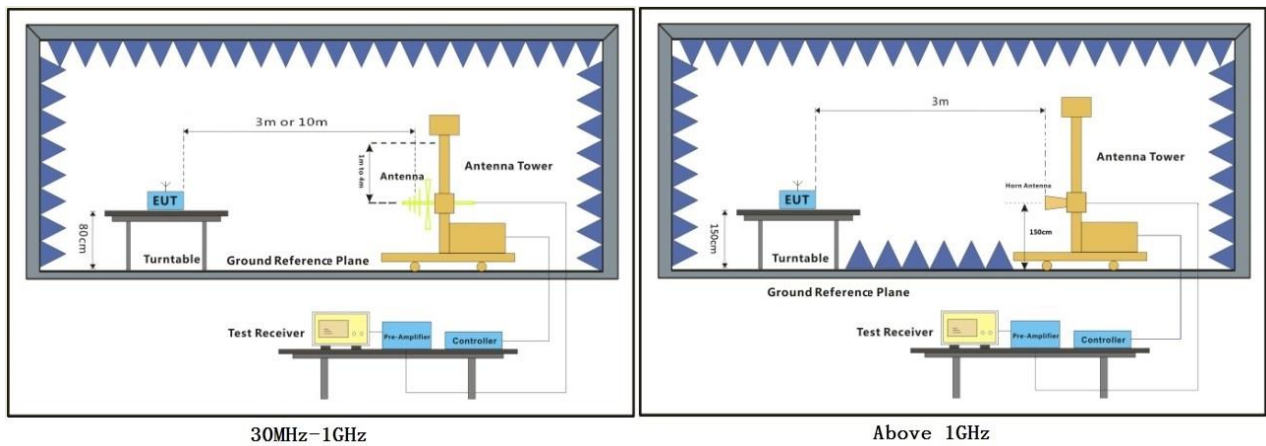 3m or 10m
1m to 4m
Antenna
Antenna Tower
EUT
80cm
Turntable
Ground Reference Plane
Test Receiver
Pre-Amplifier
Controller
30MHz-1GHz
3m
Antenna Tower
Horn Antenna
EUT
150cm
150cm
Turntable
Ground Reference Plane
Test Receiver
Pre-Amplifier
Controller
Above 1GHz